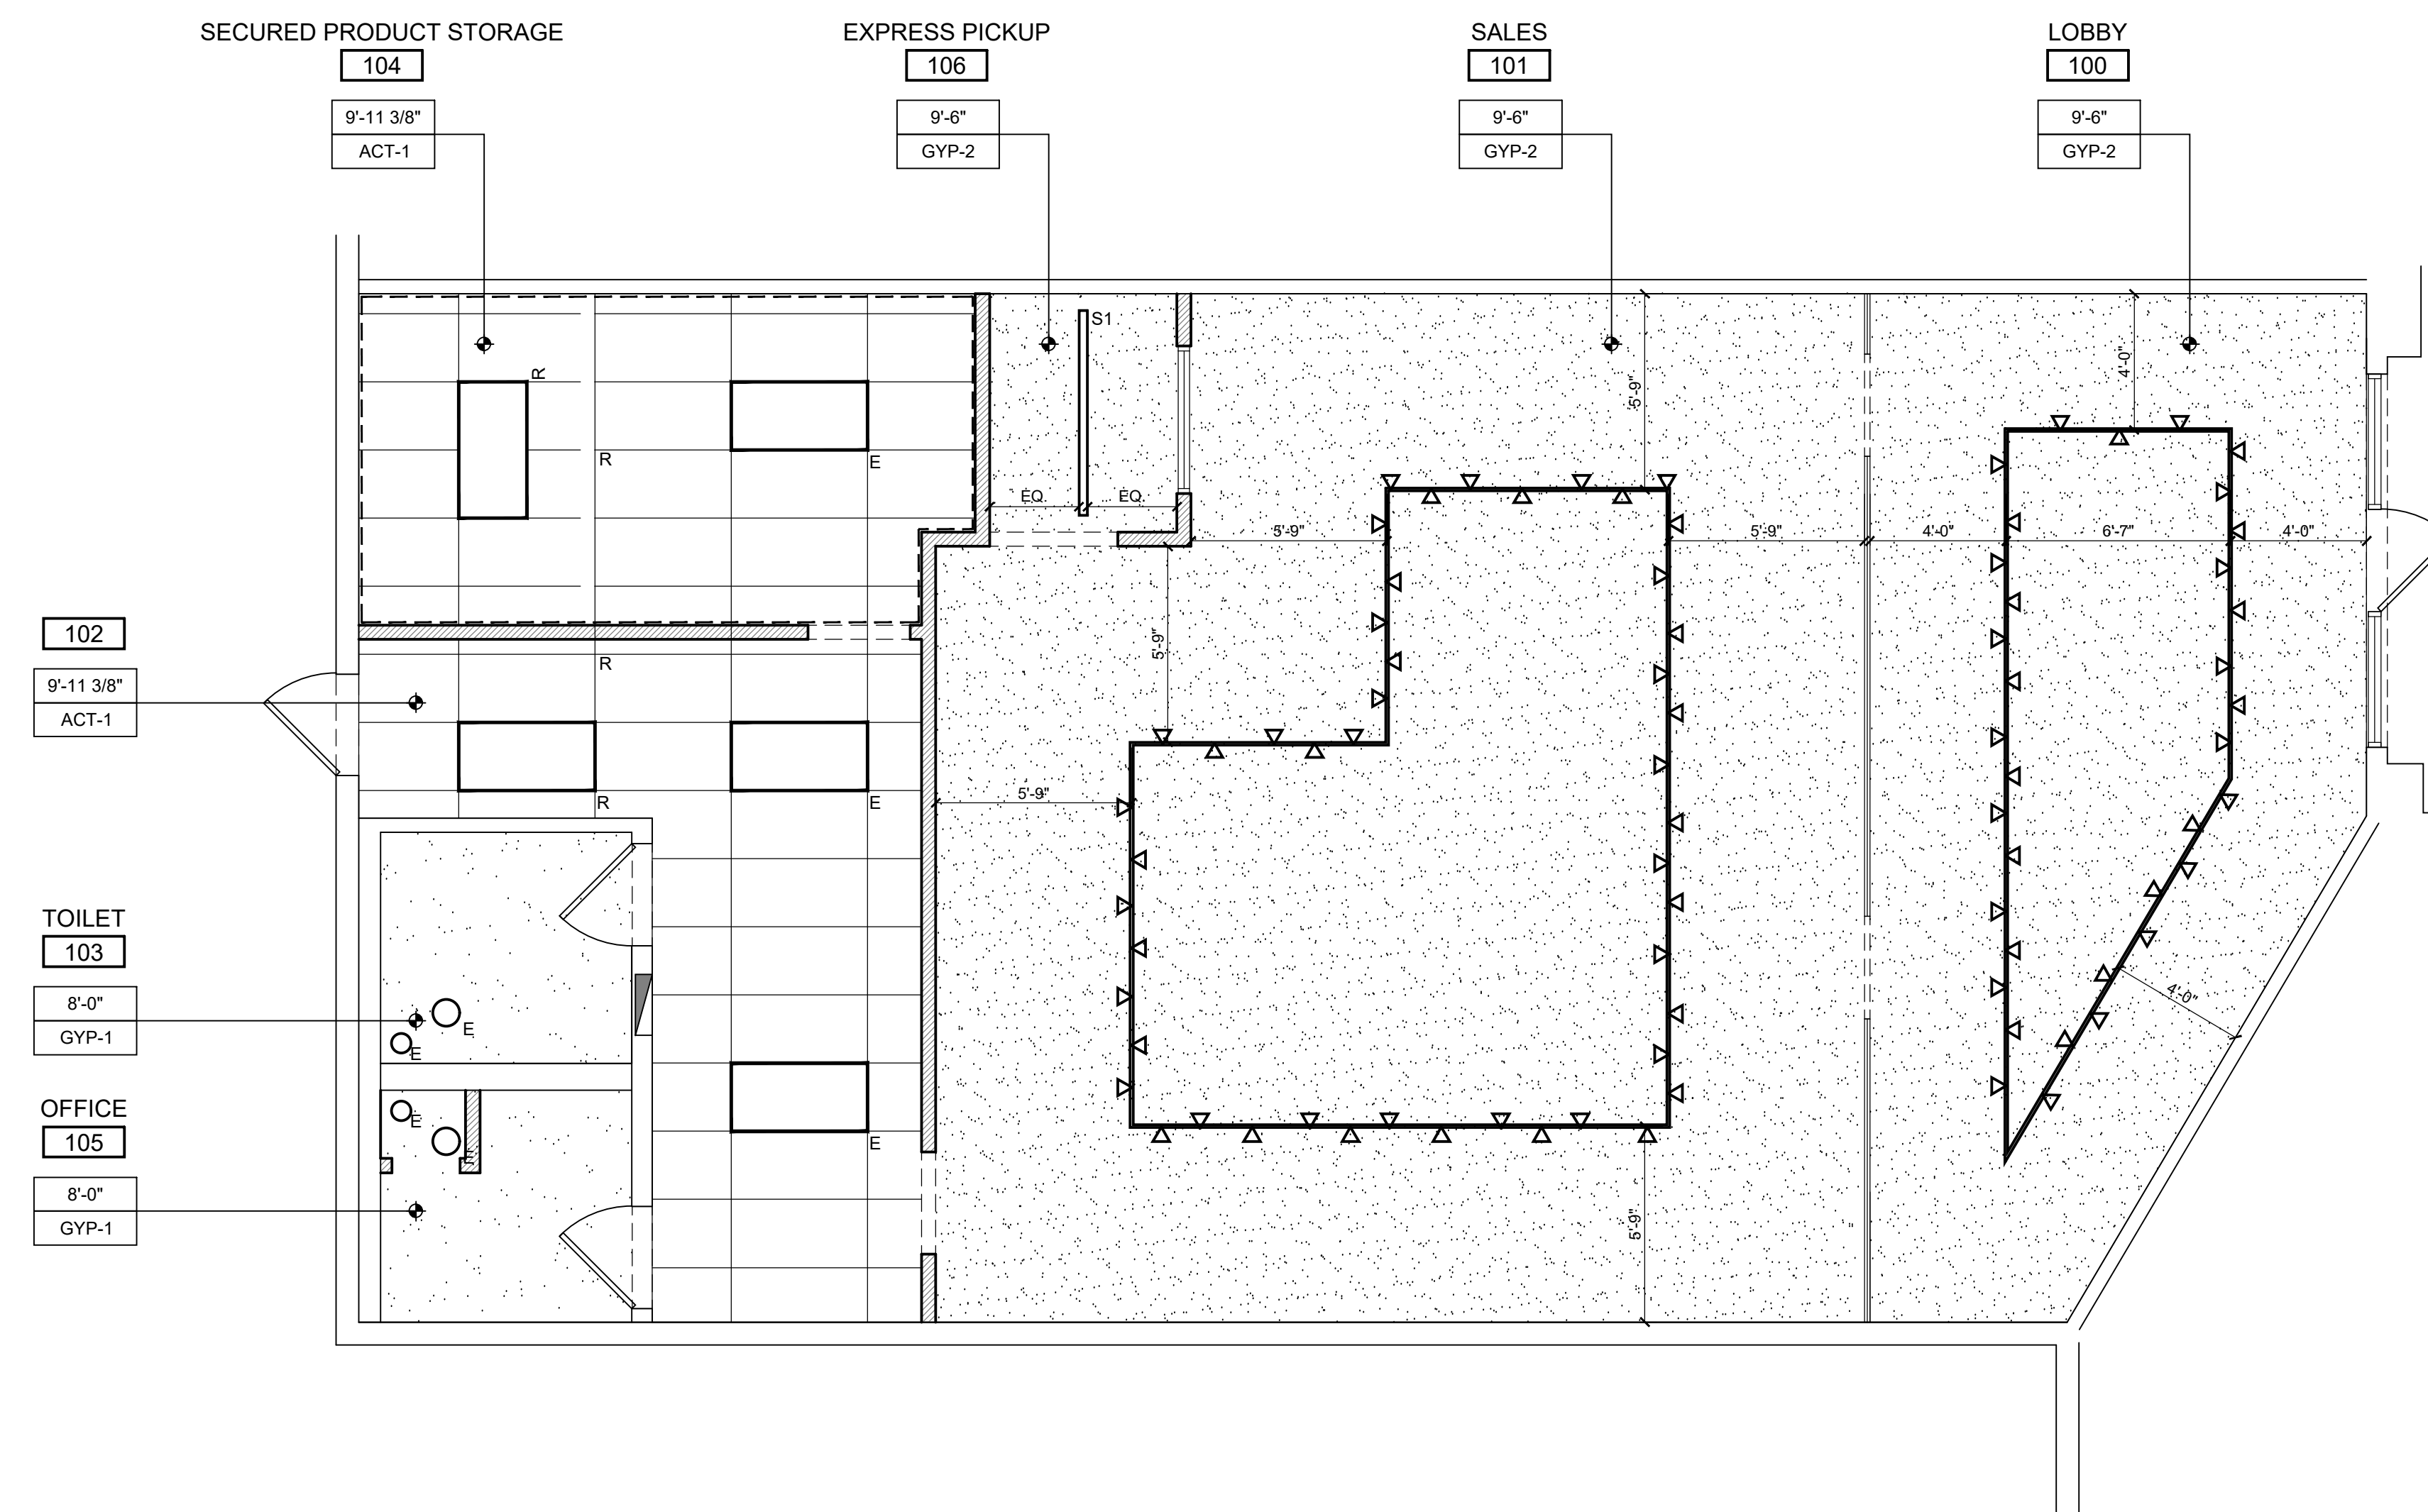 SECURED PRODUCT STORAGE
104
9'-11 3/8"
ACT-1
EXPRESS PICKUP
106
9'-6"
GYP-2
SALES
101
9'-6"
GYP-2
LOBBY
100
9'-6"
GYP-2
S1
R
R
E
EQ
EQ
5'-9"
4'-0"
5'-9"
5'-9"
4'-0"
6'-7"
4'-0"
102
9'-11 3/8"
ACT-1
R
5'-9"
R
E
5'-9"
TOILET
103
8'-0"
GYP-1
E
E
4'-0"
OFFICE
105
8'-0"
GYP-1
E
E
E
5'-9"